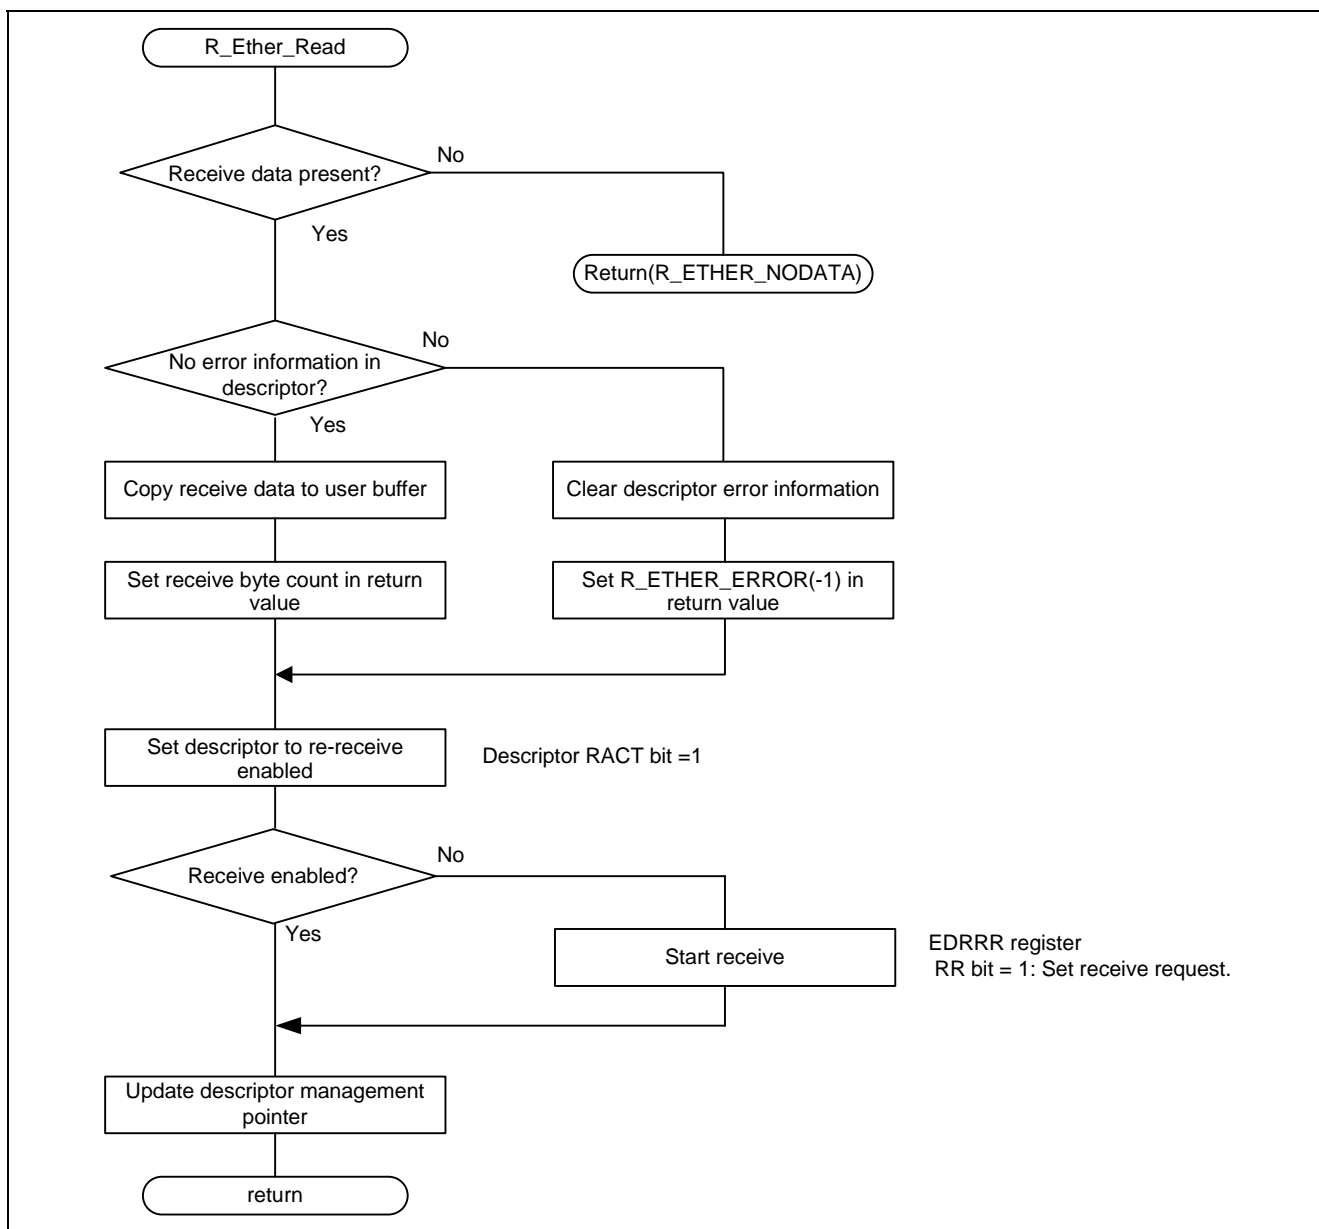 R_Ether_Read
No
Receive data present?
Yes
Return(R_ETHER_NODATA)
No
No error information in
descriptor?
Yes
Copy receive data to user buffer
Clear descriptor error information
Set receive byte count in return
value
Set R_ETHER_ERROR(-1) in
return value
Set descriptor to re-receive
enabled
Descriptor RACT bit =1
No
Receive enabled?
Yes
Start receive
EDRRR register
RR bit = 1: Set receive request.
Update descriptor management
pointer
return